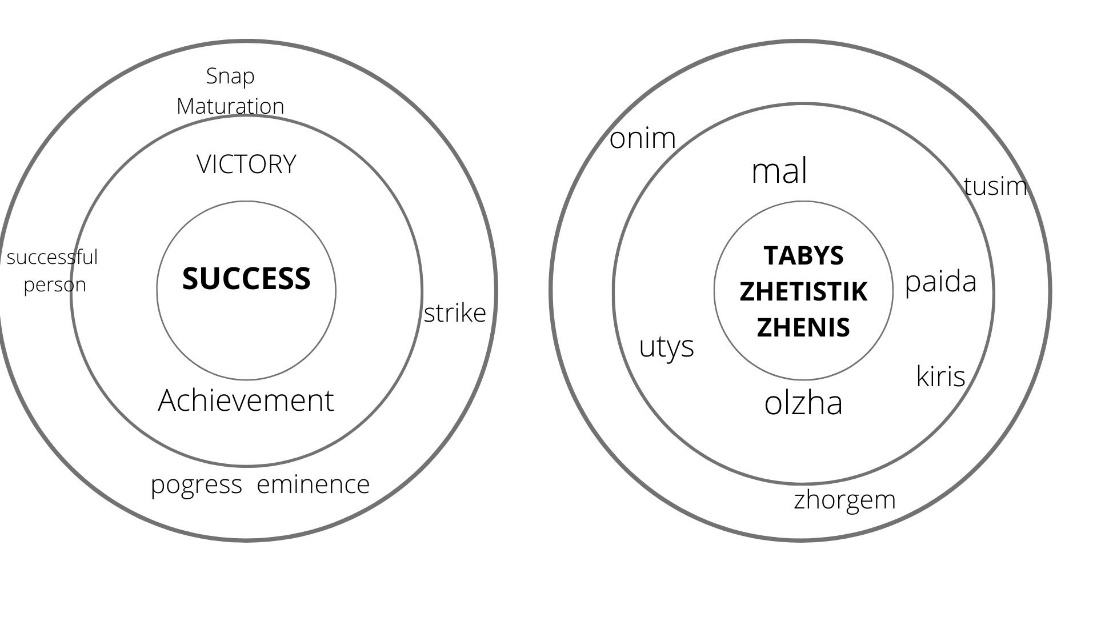 Snap
Maturation
VICTORY
successful
person
SUCCESS
strike
Achievement
pogress eminence
onim
mal
tusim
TABYS
ZHETISTIK
ZHENIS
paida
utys
kiris
olzha
zhorgem